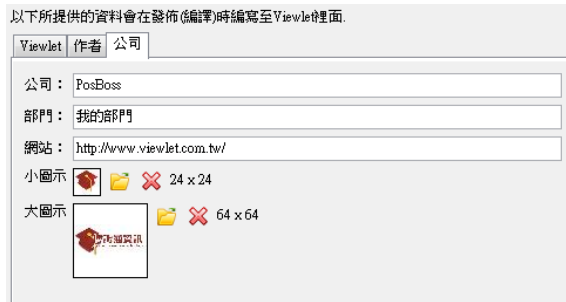 以下所提供的資料會在發佈(編譯)時編寫至Viewlet裡面.
Viewlet 作者 公司
公司： PosBoss
部門： 我的部門
網站： http://www.viewlet.com.tw/
小圖示 24 x 24
大圖示 64 x 64